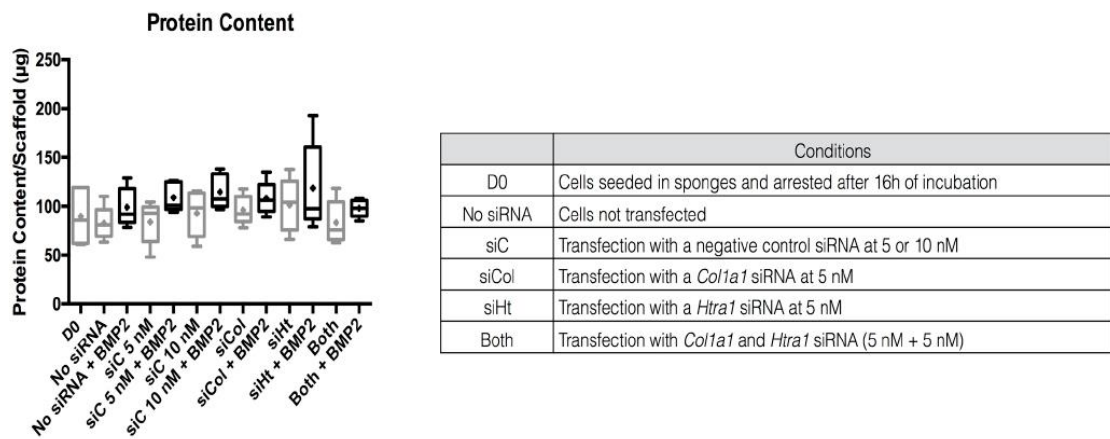 Protein Content
Protein Content/Scaffold (µg)
250
200
150
100
50
0
D0
No siRNA
No siRNA + BMP2
siC 5 nM
siC 5 nM + BMP2
siC 10 nM
siC 10 nM + BMP2
siCol
siCol + BMP2
siHt
siHt + BMP2
Both
Both + BMP2
Conditions
D0 Cells seeded in sponges and arrested after 16h of incubation
No siRNA Cells not transfected
siC Transfection with a negative control siRNA at 5 or 10 nM
siCol Transfection with a Col1a1 siRNA at 5 nM
siHt Transfection with a Htra1 siRNA at 5 nM
Both Transfection with Col1a1 and Htra1 siRNA (5 nM + 5 nM)